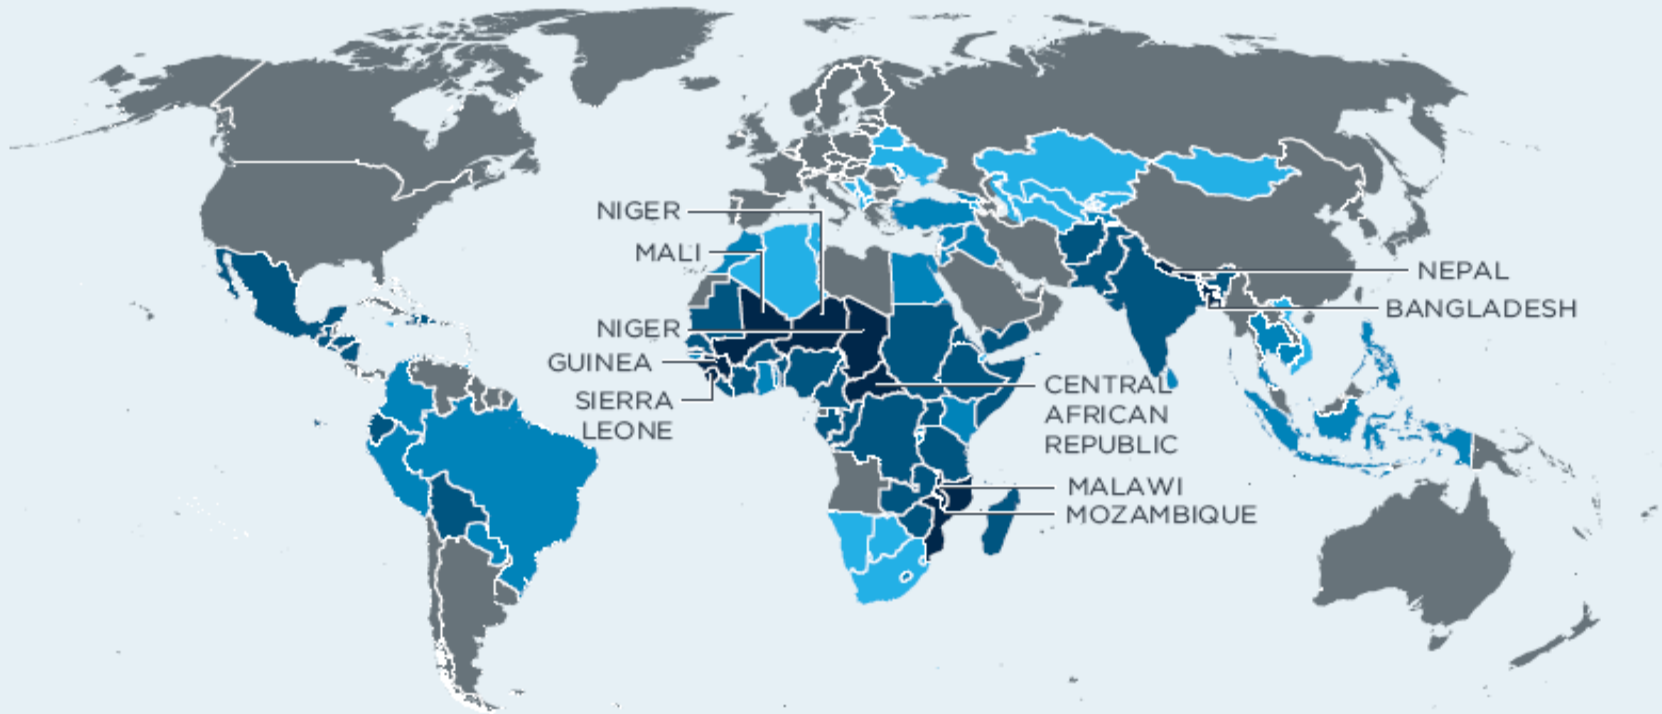 NIGER
MALI
NIGER
GUINEA
SIERRA
LEONE
CENTRAL
AFRICAN
REPUBLIC
MALAWI
MOZAMBIQUE
NEPAL
BANGLADESH